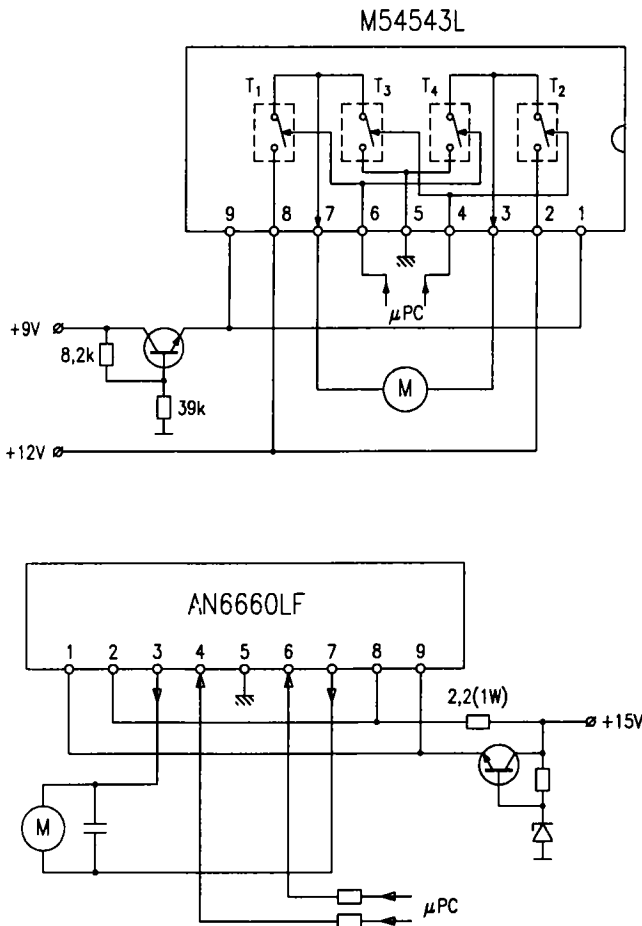 M54543L
T₁ T₃ T₄ T₂
9 8 7 6 5 4 3 2 1
μPC
+9V
8,2k
39k
M
+12V
AN6660LF
1 2 3 4 5 6 7 8 9
2,2(1W)
+15V
M
μPC